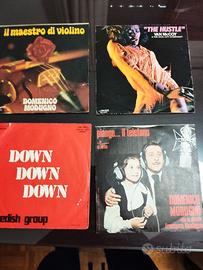 il maestro di violino
DOMENICO
MODUGNO
"THE HUSTLE"
VAN McCOY
DOWN
DOWN
DOWN
edish group
piange... il telefono
DOMENICO
MODUGNO
subito